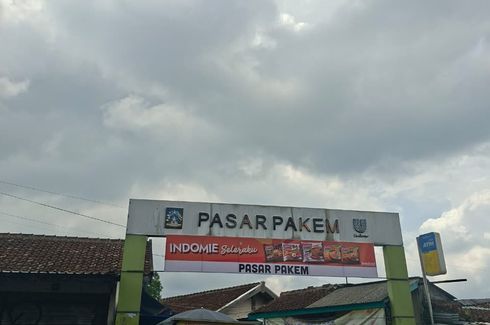 PASAR PAKEM
INDOMIE Seleraku
PASAR PAKEM
ATM